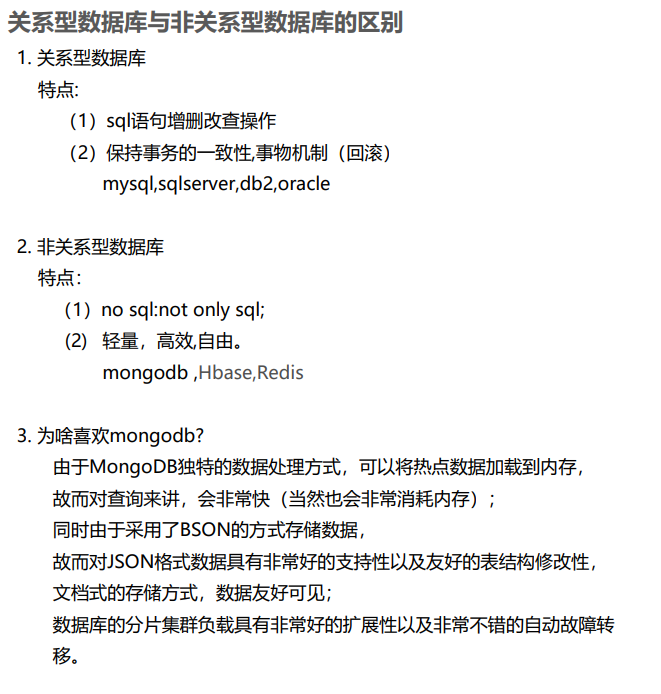 关系型数据库与非关系型数据库的区别
1. 关系型数据库
特点:
（1）sql语句增删改查操作
（2）保持事务的一致性,事物机制（回滚）
mysql,sqlserver,db2,oracle
2. 非关系型数据库
特点：
（1）no sql:not only sql;
(2) 轻量，高效,自由。
mongodb ,Hbase,Redis
3. 为啥喜欢mongodb?
由于MongoDB独特的数据处理方式，可以将热点数据加载到内存，
故而对查询来讲，会非常快（当然也会非常消耗内存）；
同时由于采用了BSON的方式存储数据，
故而对JSON格式数据具有非常好的支持性以及友好的表结构修改性，
文档式的存储方式，数据友好可见；
数据库的分片集群负载具有非常好的扩展性以及非常不错的自动故障转
移。